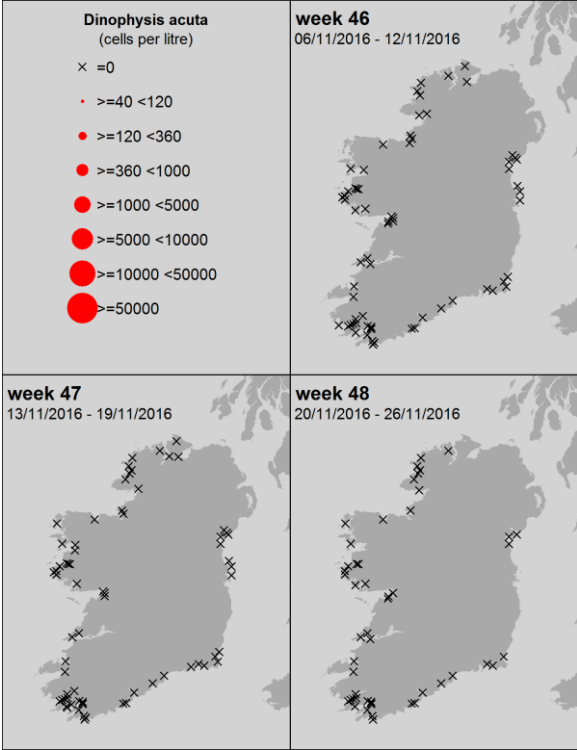 Dinophysis acuta
(cells per litre)
× =0
>=40 <120
>=120 <360
>=360 <1000
>=1000 <5000
>=5000 <10000
>=10000 <50000
>=50000
week 46
06/11/2016 - 12/11/2016
week 47
13/11/2016 - 19/11/2016
week 48
20/11/2016 - 26/11/2016